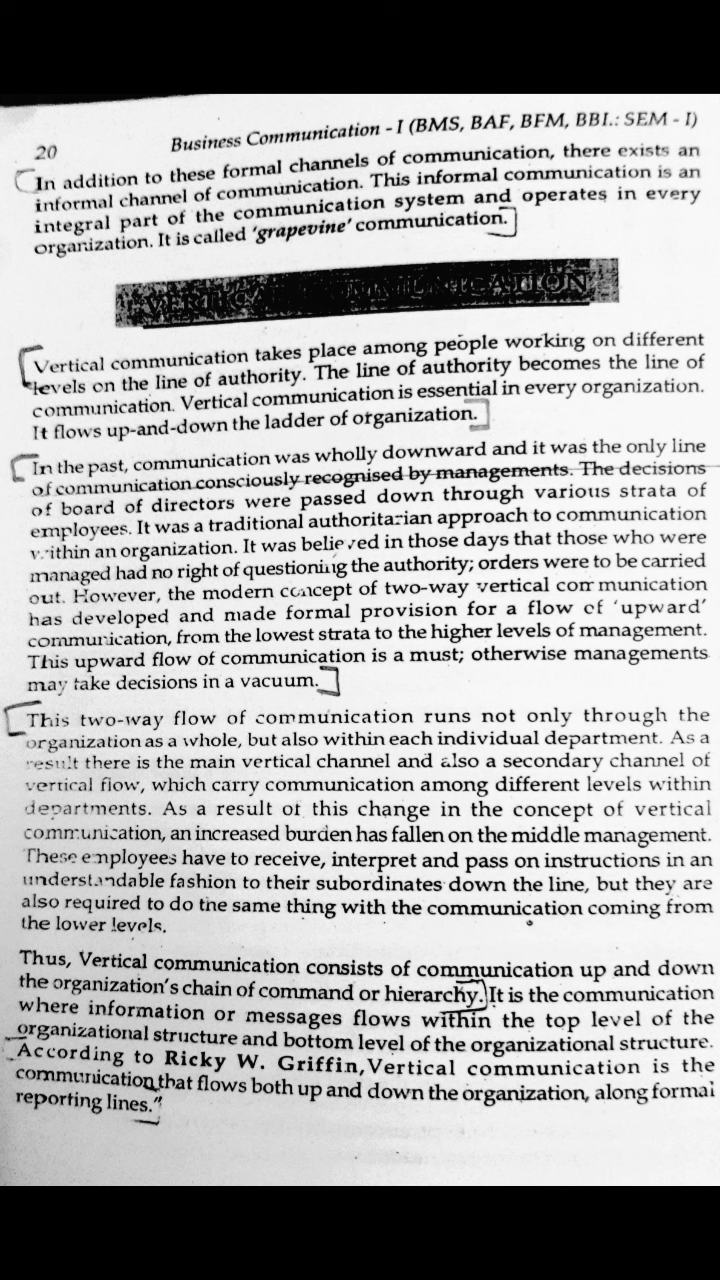 20
Business Communication - I (BMS, BAF, BFM, BBI.: SEM - I)
In addition to these formal channels of communication, there exists an
informal channel of communication. This informal communication is an
integral part of the communication system and operates in every
organization. It is called 'grapevine' communication.
VERTICAL COMMUNICATION
Vertical communication takes place among people working on different
levels on the line of authority. The line of authority becomes the line of
communication. Vertical communication is essential in every organization.
It flows up-and-down the ladder of organization.
In the past, communication was wholly downward and it was the only line
of communication consciously recognised by managements. The decisions
of board of directors were passed down through various strata of
employees. It was a traditional authoritarian approach to communication
within an organization. It was believed in those days that those who were
managed had no right of questioning the authority; orders were to be carried
out. However, the modern concept of two-way vertical communication
has developed and made formal provision for a flow of 'upward'
communication, from the lowest strata to the higher levels of management.
This upward flow of communication is a must; otherwise managements
may take decisions in a vacuum.
This two-way flow of communication runs not only through the
organization as a whole, but also within each individual department. As a
result there is the main vertical channel and also a secondary channel of
vertical flow, which carry communication among different levels within
departments. As a result of this change in the concept of vertical
communication, an increased burden has fallen on the middle management.
These employees have to receive, interpret and pass on instructions in an
understandable fashion to their subordinates down the line, but they are
also required to do the same thing with the communication coming from
the lower levels.
Thus, Vertical communication consists of communication up and down
the organization's chain of command or hierarchy. It is the communication
where information or messages flows within the top level of the
organizational structure and bottom level of the organizational structure.
According to Ricky W. Griffin, Vertical communication is the
communication that flows both up and down the organization, along formal
reporting lines."